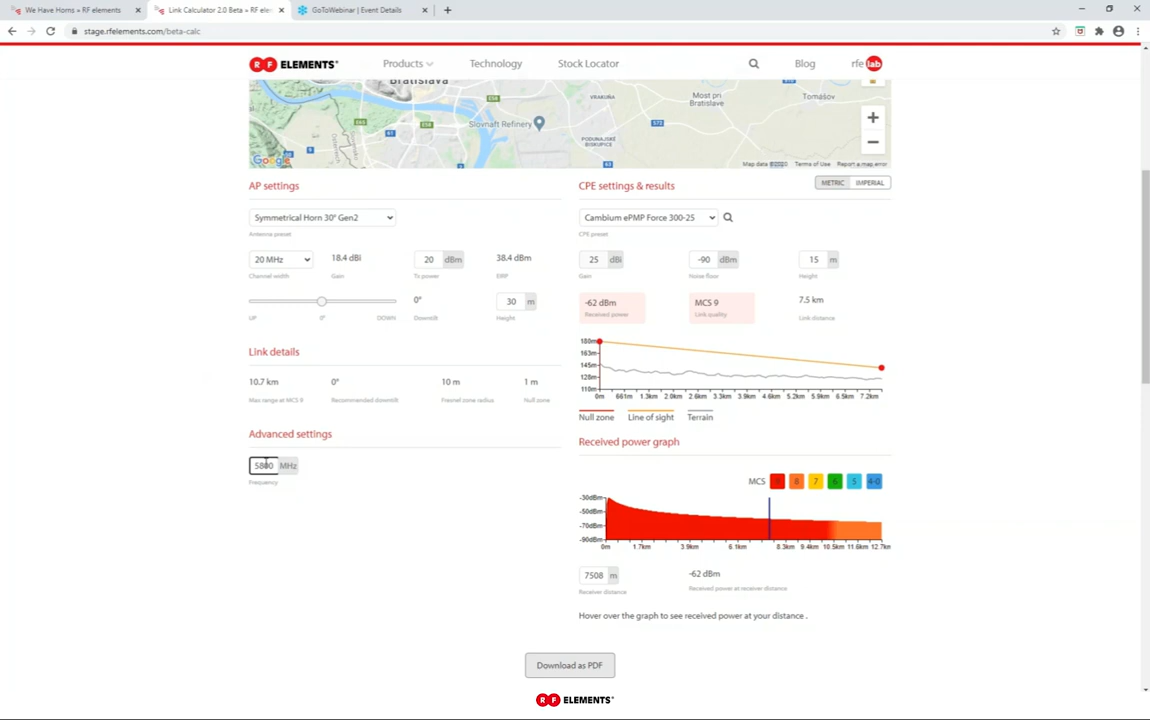 We Have Horns » RF elements
Link Calculator 2.0 Beta » RF ele
GoToWebinar | Event Details
stage.rfelements.com/beta-calc
RF ELEMENTS
Products
Technology
Stock Locator
Blog
rfe lab
Bratislava
VRAKUŇA
Most pri Bratislave
Tomášov
Slovnaft Refinery
PODUNAJSKÉ BISKUPICE
Google
Map data ©2020
Terms of Use
Report a map error
AP settings
Symmetrical Horn 30° Gen2
Antenna preset
20 MHz
18.4 dBi
20 dBm
38.4 dBm
Channel width
Gain
Tx power
EIRP
0°
30 m
UP
0°
DOWN
Downtilt
Height
Link details
10.7 km
0°
10 m
1 m
Max range at MCS 9
Recommended downtilt
Fresnel zone radius
Null zone
Advanced settings
5800 MHz
Frequency
CPE settings & results
METRIC
IMPERIAL
Cambium ePMP Force 300-25
CPE preset
25 dBi
-90 dBm
15 m
Gain
Noise floor
Height
-62 dBm
MCS 9
7.5 km
Received power
Link quality
Link distance
180m
163m
145m
128m
110m
0m 661m 1.3km 2.0km 2.6km 3.3km 3.9km 4.6km 5.2km 5.9km 6.5km 7.2km
Null zone
Line of sight
Terrain
Received power graph
MCS 9 8 7 6 5 4-0
-30dBm
-50dBm
-70dBm
-90dBm
0m 1.7km 3.9km 6.1km 8.3km 9.4km 10.5km 11.6km 12.7km
7508 m
-62 dBm
Receiver distance
Received power at receiver distance
Hover over the graph to see received power at your distance .
Download as PDF
RF ELEMENTS